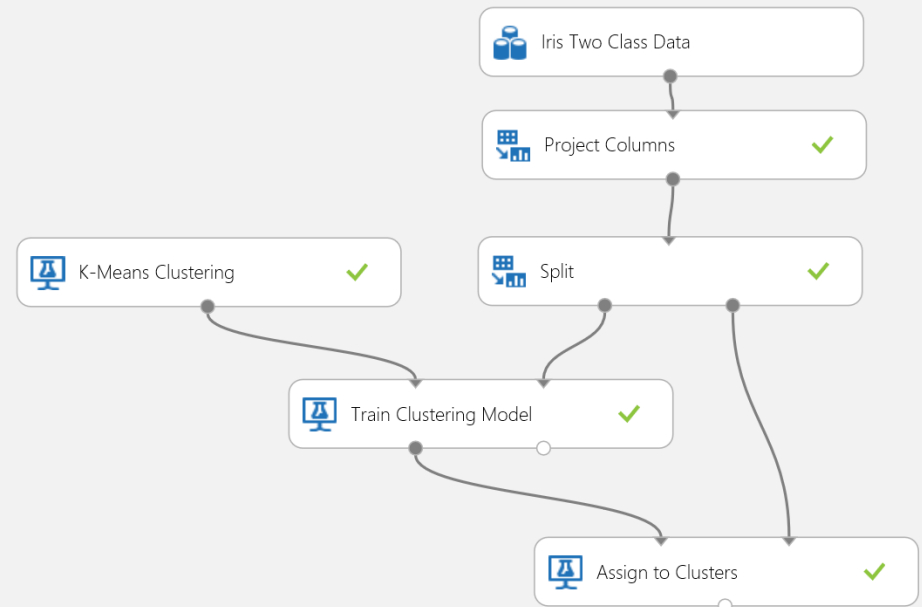 Iris Two Class Data
Project Columns
K-Means Clustering
Split
Train Clustering Model
Assign to Clusters